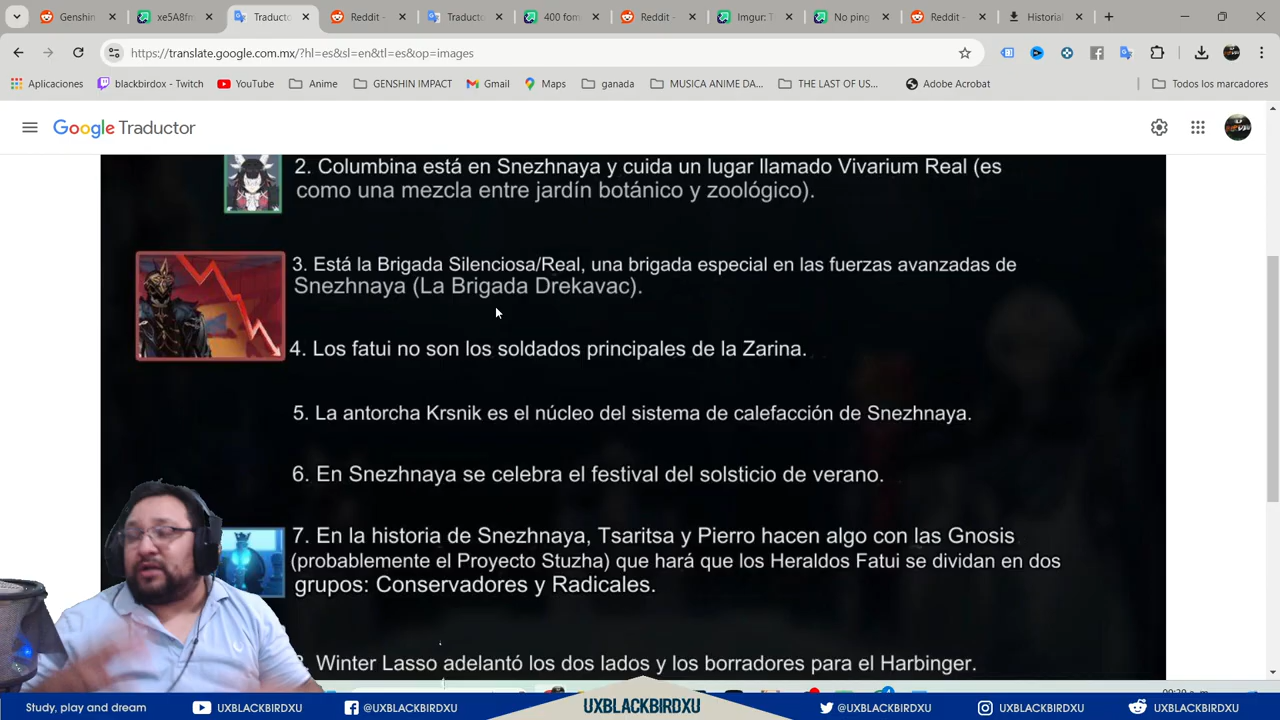 Genshin
xe5A8fn
Traducto
Reddit -
Traducto
400 fon
Reddit -
Imgur: T
No ping
Reddit -
Historial
https://translate.google.com.mx/?hl=es&sl=en&tl=es&op=images
Aplicaciones
blackbirdox - Twitch
YouTube
Anime
GENSHIN IMPACT
Gmail
Maps
ganada
MUSICA ANIME DA...
THE LAST OF US...
Adobe Acrobat
Todos los marcadores
Google Traductor
2. Columbina está en Snezhnaya y cuida un lugar llamado Vivarium Real (es
como una mezcla entre jardín botánico y zoológico).
3. Está la Brigada Silenciosa/Real, una brigada especial en las fuerzas avanzadas de
Snezhnaya (La Brigada Drekavac).
4. Los fatui no son los soldados principales de la Zarina.
5. La antorcha Krsnik es el núcleo del sistema de calefacción de Snezhnaya.
6. En Snezhnaya se celebra el festival del solsticio de verano.
7. En la historia de Snezhnaya, Tsaritsa y Pierro hacen algo con las Gnosis
(probablemente el Proyecto Stuzha) que hará que los Heraldos Fatui se dividan en dos
grupos: Conservadores y Radicales.
Winter Lasso adelantó los dos lados y los borradores para el Harbinger.
Study, play and dream
UXBLACKBIRDXU
@UXBLACKBIRDXU
UXBLACKBIRDXU
@UXBLACKBIRDXU
UXBLACKBIRDXU
UXBLACKBIRDXU